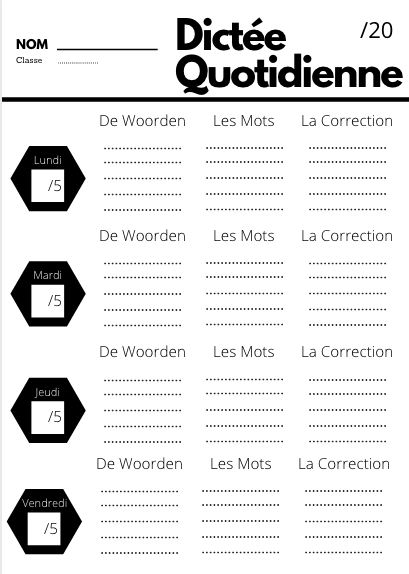 Dictée
Quotidienne
/20
NOM
Classe
De Woorden Les Mots La Correction
Lundi
/5
De Woorden Les Mots La Correction
Mardi
/5
De Woorden Les Mots La Correction
Jeudi
/5
De Woorden Les Mots La Correction
Vendredi
/5